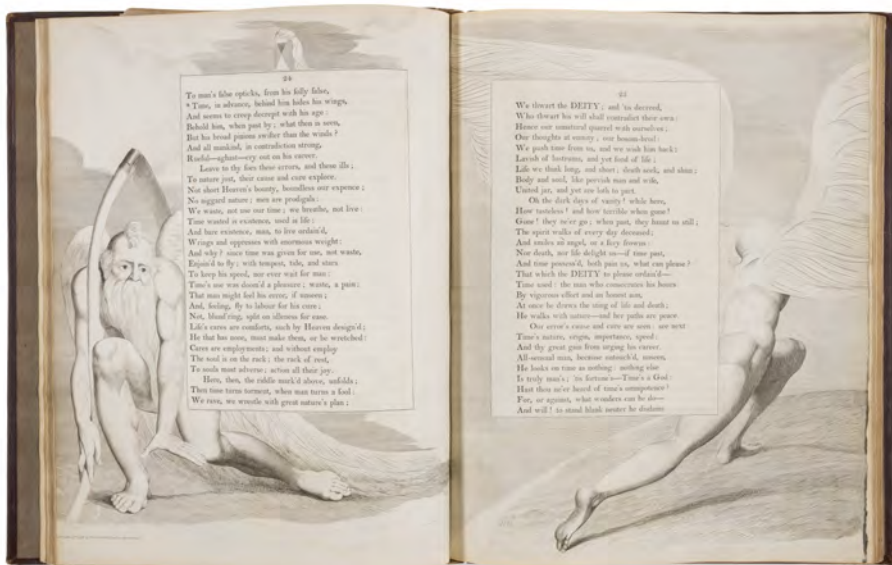 24
To man's false opticks, from his folly false,
* Time, in advance, behind him hides his wings,
And seems to creep decrepit with his age:
Behold him, when past by; what then is seen,
But his broad pinions swifter than the winds?
And all mankind, in contradiction strong,
Rueful—aghast—cry out on his career.
Leave to thy foes these errors, and these ills;
To nature just, their cause and cure explore.
Not short Heaven's bounty, boundless our expence;
No niggard nature; men are prodigals:
We waste, not use our time; we breathe, not live:
Time wasted is existence, used is life:
And bare existence, man, to live ordain'd,
Wrings and oppresses with enormous weight:
And why? since time was given for use, not waste,
Enjoin'd to fly; with tempest, tide, and stars
To keep his speed, nor ever wait for man:
Time's use was doom'd a pleasure; waste, a pain:
That man might feel his error, if unseen;
And, feeling, fly to labour for his cure;
Not, blund'ring, split on idleness for ease.
Life's cares are comforts, such by Heaven design'd;
He that has none, must make them, or be wretched:
Cares are employments; and without employ
The soul is on the rack; the rack of rest,
To souls most adverse; action all their joy.
Here, then, the riddle mark'd above, unfolds;
Then time turns torment, when man turns a fool:
We rave, we wrestle with great nature's plan;
25
We thwart the DEITY; and 'tis decreed,
Who thwart his will shall contradict their own:
Hence our unnatural quarrel with ourselves;
Our thoughts at enmity; our bosom-broil:
We push time from us, and we wish him back;
Lavish of lustrums, and yet fond of life;
Life we think long, and short; death seek, and shun;
Body and soul, like peevish man and wife,
United jar, and yet are loth to part.
Oh the dark days of vanity! while here,
How tasteless! and how terrible when gone!
Gone! they ne'er go; when past, they haunt us still;
The spirit walks of every day deceased;
And smiles an angel, or a fury frowns:
Nor death, nor life delight us—if time past,
And time possess'd, both pain us, what can please?
That which the DEITY to please ordain'd—
Time used: the man who consecrates his hours
By vigorous effort and an honest aim,
At once he draws the sting of life and death;
He walks with nature—and her paths are peace.
Our error's cause and cure are seen: see next
Time's nature, origin, importance, speed:
And thy great gain from urging his career.
All-sensual man, because untouch'd, unseen,
He looks on time as nothing: nothing else
Is truly man's; 'tis fortune's—Time's a God:
Hast thou ne'er heard of time's omnipotence?
For, or against, what wonders can he do—
And will! to stand blank neuter he disdains: